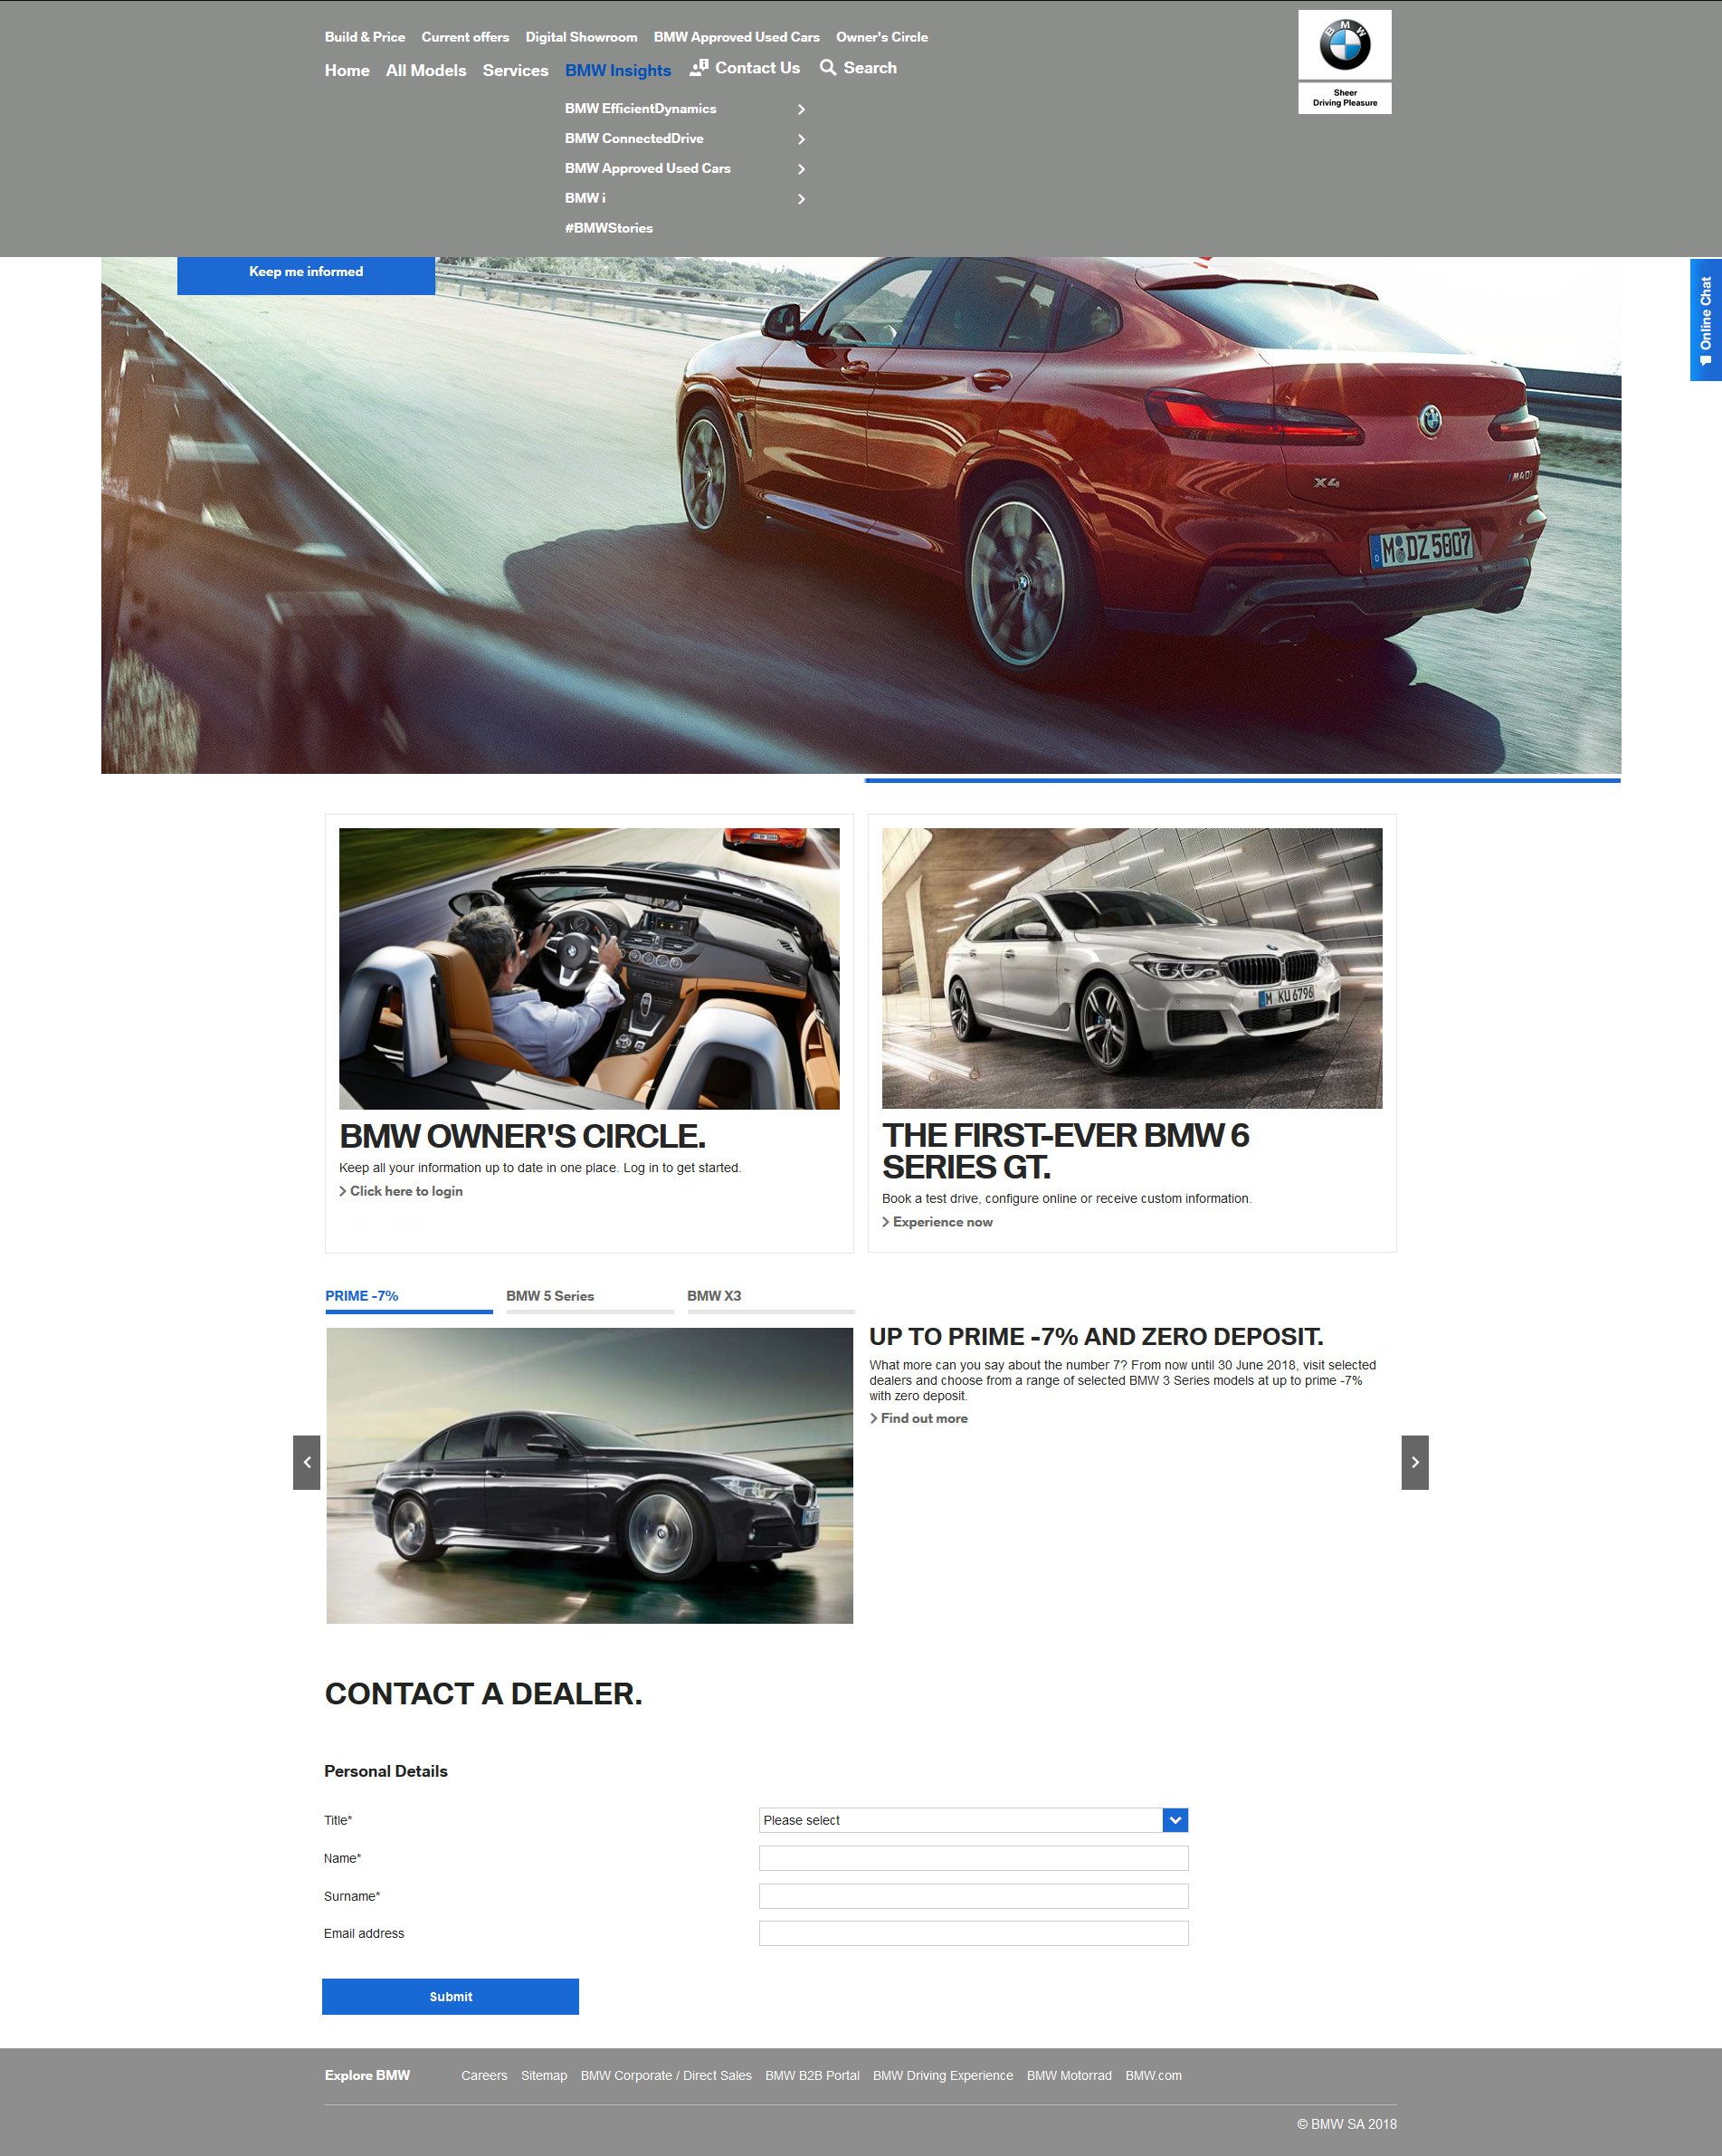 Build & Price Current offers Digital Showroom BMW Approved Used Cars Owner's Circle
Home All Models Services BMW Insights Contact Us Search
BMW
Sheer
Driving Pleasure
BMW EfficientDynamics
BMW ConnectedDrive
BMW Approved Used Cars
BMW i
#BMWStories
Keep me informed
Online Chat
X4
M40i
M DZ 5807
M KU 6796
BMW OWNER'S CIRCLE.
Keep all your information up to date in one place. Log in to get started.
Click here to login
THE FIRST-EVER BMW 6
SERIES GT.
Book a test drive, configure online or receive custom information.
Experience now
PRIME -7% BMW 5 Series BMW X3
UP TO PRIME -7% AND ZERO DEPOSIT.
What more can you say about the number 7? From now until 30 June 2018, visit selected
dealers and choose from a range of selected BMW 3 Series models at up to prime -7%
with zero deposit.
Find out more
CONTACT A DEALER.
Personal Details
Title* Please select
Name*
Surname*
Email address
Submit
Explore BMW Careers Sitemap BMW Corporate / Direct Sales BMW B2B Portal BMW Driving Experience BMW Motorrad BMW.com
© BMW SA 2018